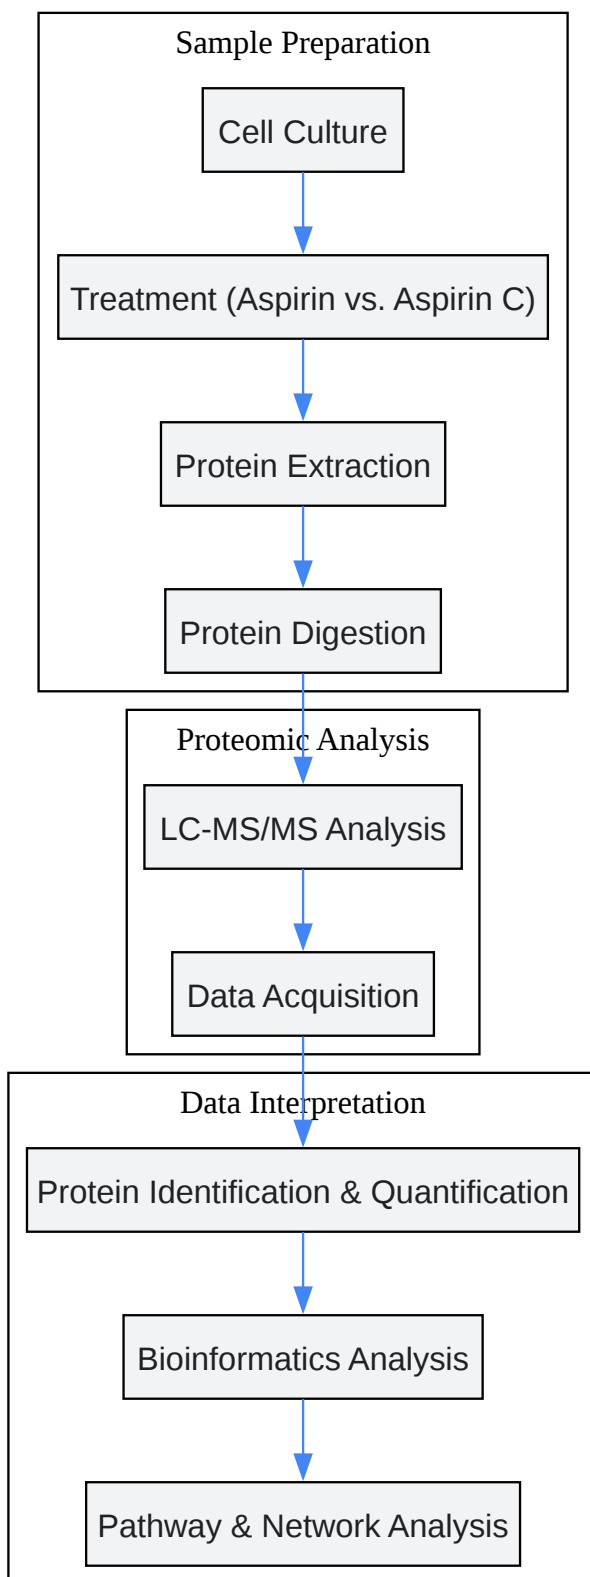 Sample Preparation
Cell Culture
Treatment (Aspirin vs. Aspirin C)
Protein Extraction
Protein Digestion
Proteomic Analysis
LC-MS/MS Analysis
Data Acquisition
Data Interpretation
Protein Identification & Quantification
Bioinformatics Analysis
Pathway & Network Analysis